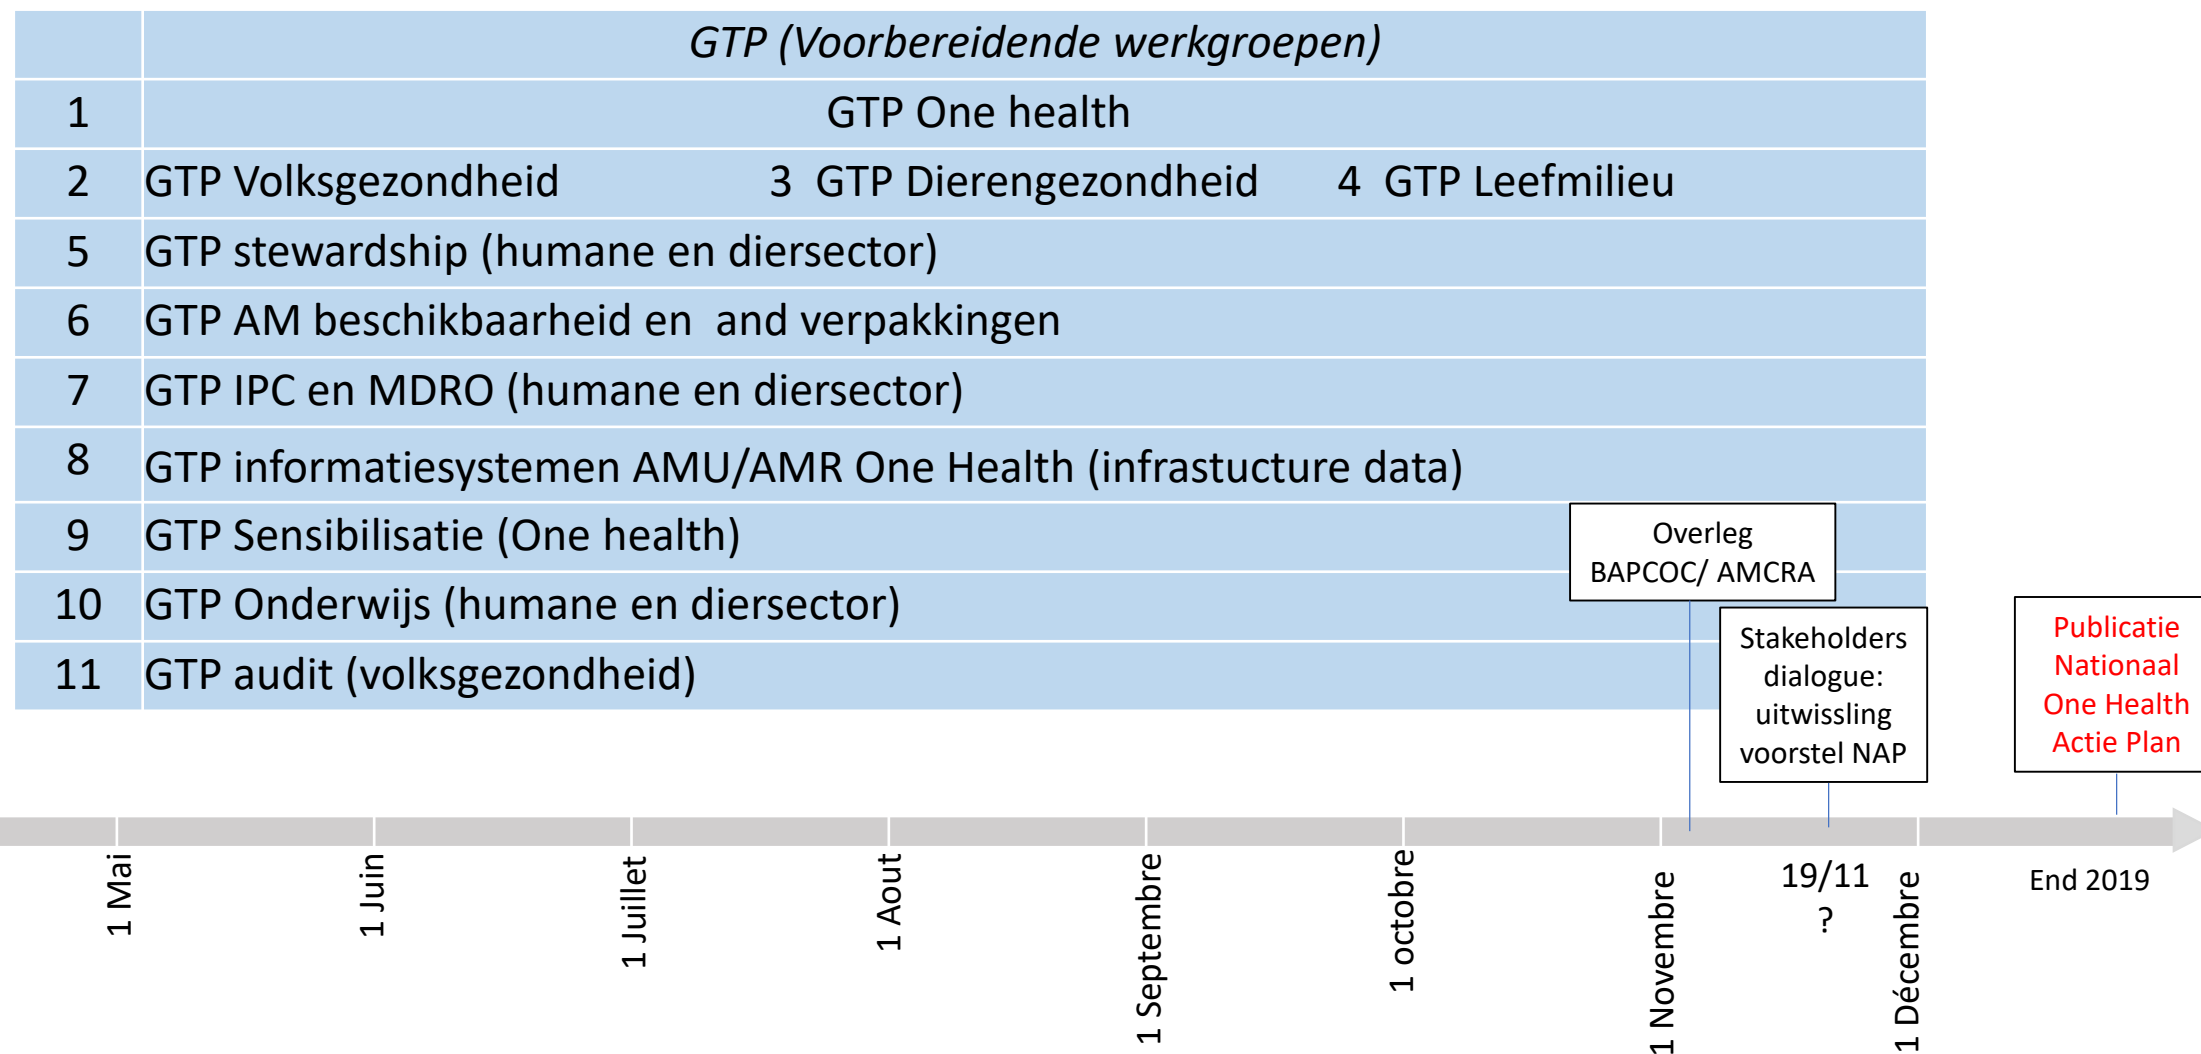 GTP (Voorbereidende werkgroepen)
1 GTP One health
2 GTP Volksgezondheid 3 GTP Dierengezondheid 4 GTP Leefmilieu
5 GTP stewardship (humane en diersector)
6 GTP AM beschikbaarheid en and verpakkingen
7 GTP IPC en MDRO (humane en diersector)
8 GTP informatiesystemen AMU/AMR One Health (infrastucture data)
9 GTP Sensibilisatie (One health)
10 GTP Onderwijs (humane en diersector)
11 GTP audit (volksgezondheid)
Overleg
BAPCOC/ AMCRA
Stakeholders
dialogue:
uitwissling
voorstel NAP
Publicatie
Nationaal
One Health
Actie Plan
1 Mai
1 Juin
1 Juillet
1 Aout
1 Septembre
1 octobre
1 Novembre
19/11
?
1 Décembre
End 2019